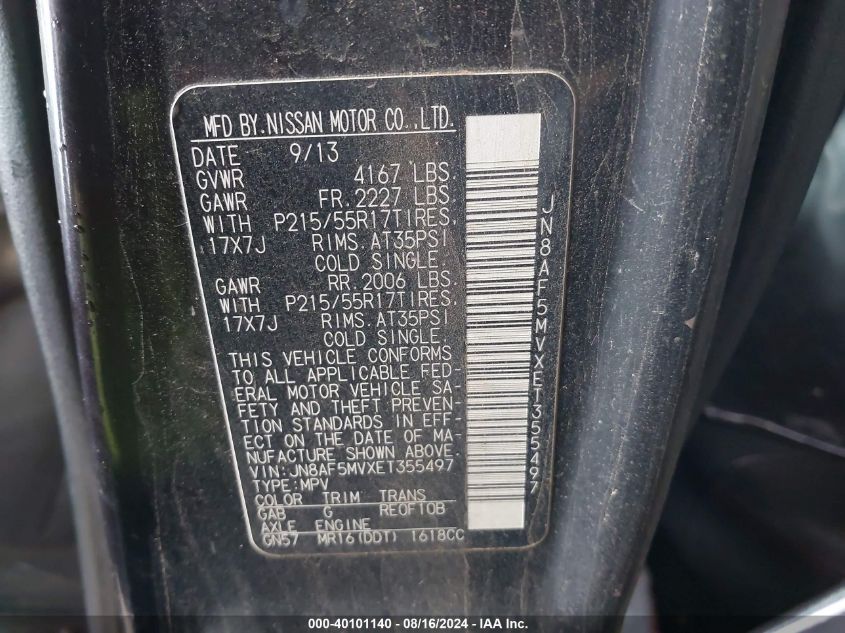 MFD BY.NISSAN MOTOR CO.,LTD.
DATE 9/13
GVWR 4167 LBS
GAWR FR.2227 LBS
WITH P215/55R17TIRES,
17X7J RIMS.AT35PSI
COLD SINGLE.
GAWR RR.2006 LBS.
WITH P215/55R17TIRES,
17X7J RIMS.AT35PSI
COLD SINGLE.
THIS VEHICLE CONFORMS
TO ALL APPLICABLE FED-
ERAL MOTOR VEHICLE SA-
FETY AND THEFT PREVEN-
TION STANDARDS IN EFF-
ECT ON THE DATE OF MA-
NUFACTURE SHOWN ABOVE.
VIN:JN8AF5MVXET355497
TYPE:MPV
COLOR TRIM TRANS
GAB G RE0F10B
AXLE ENGINE
GN57 MR16(DDT) 1618CC
JN8AF5MVXET355497
000-40101140 - 08/16/2024 - IAA Inc.